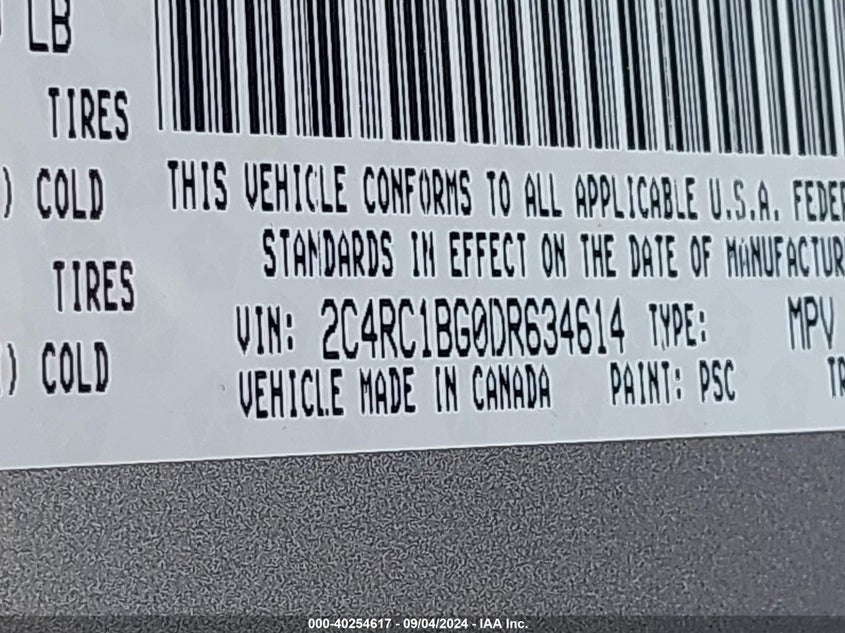 LB
TIRES
) COLD
TIRES
) COLD
THIS VEHICLE CONFORMS TO ALL APPLICABLE U.S.A. FEDER
STANDARDS IN EFFECT ON THE DATE OF MANUFACTUR
VIN: 2C4RC1BG0DR634614 TYPE: MPV
VEHICLE MADE IN CANADA PAINT: PSC TR
000-40254617 - 09/04/2024 - IAA Inc.